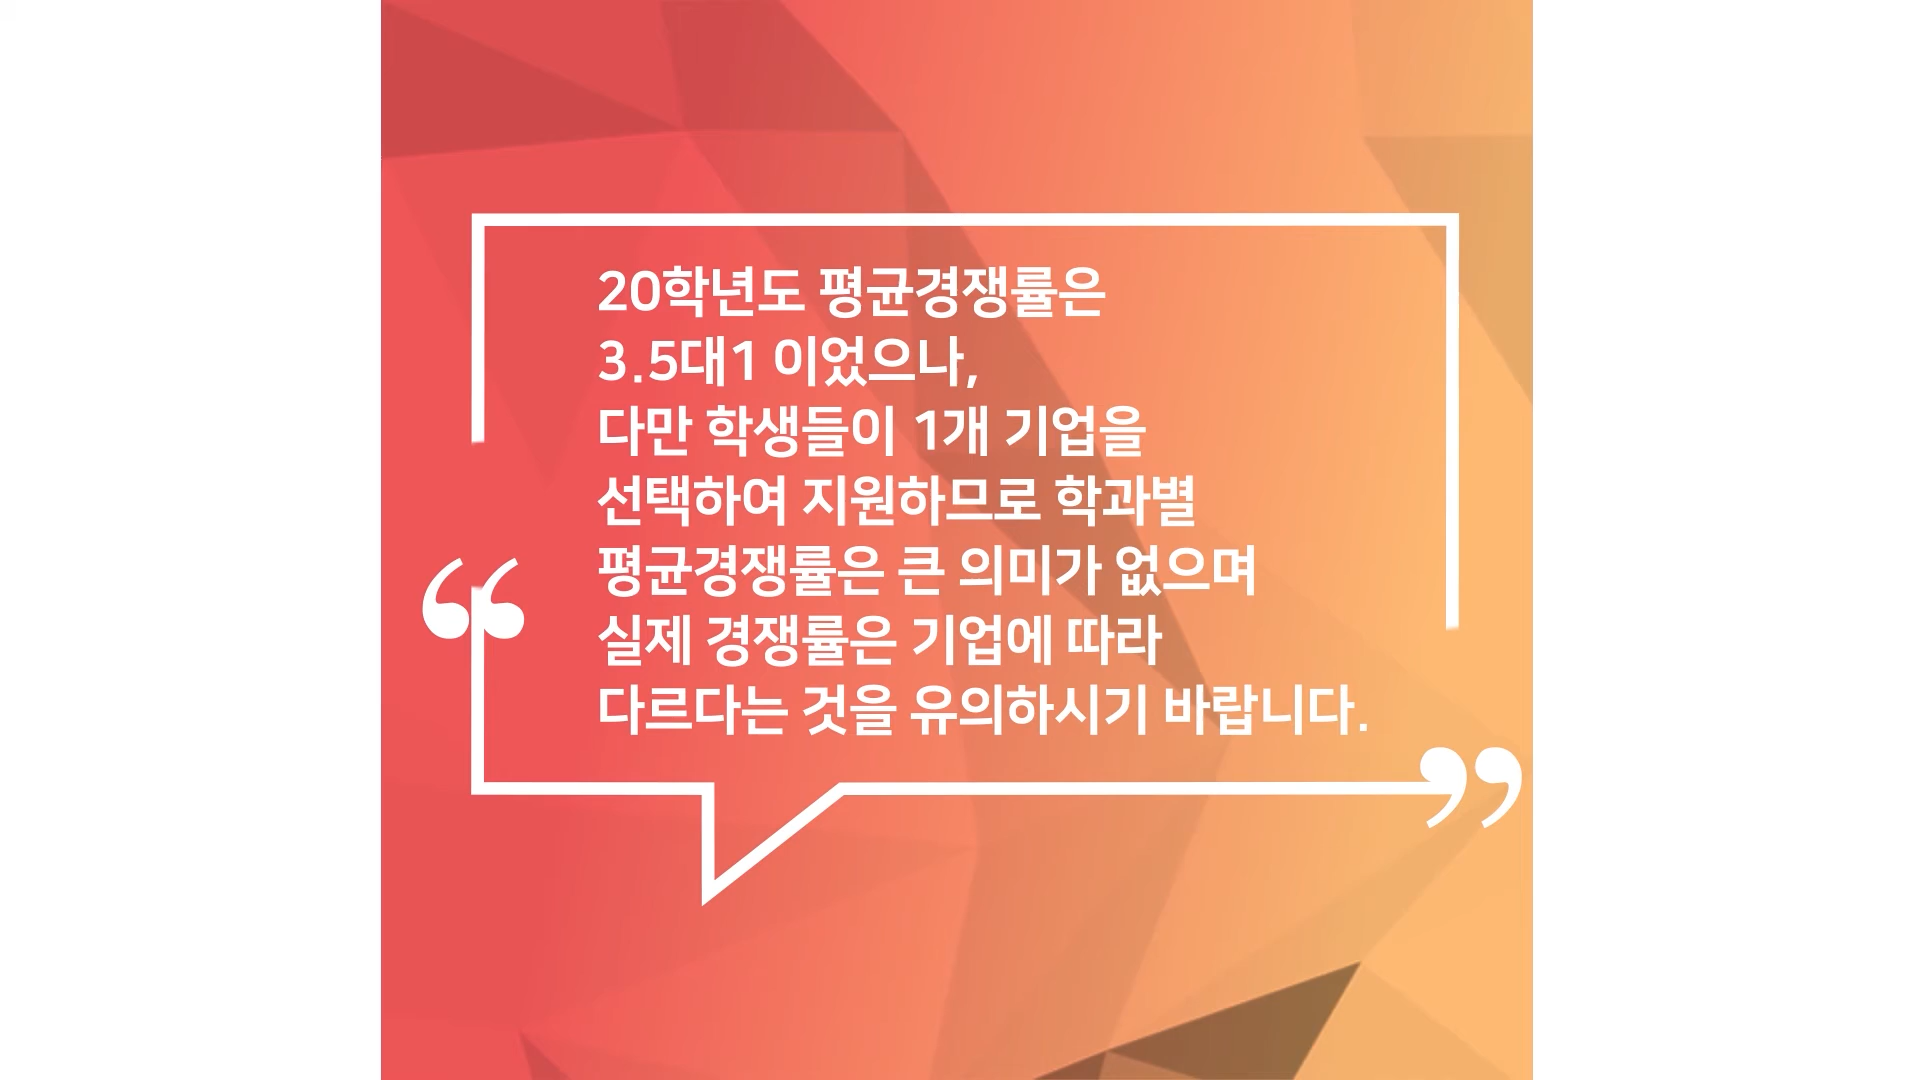 20학년도 평균경쟁률은
3.5대1 이었으나,
다만 학생들이 1개 기업을
선택하여 지원하므로 학과별
평균경쟁률은 큰 의미가 없으며
실제 경쟁률은 기업에 따라
다르다는 것을 유의하시기 바랍니다.